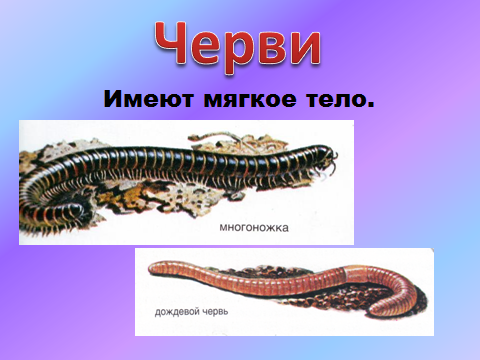 Черви
Имеют мягкое тело.
многоножка
дождевой червь